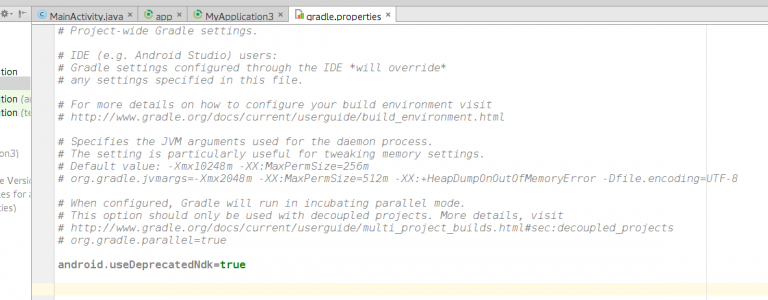 MainActivity.java × app × MyApplication3 × gradle.properties ×
# Project-wide Gradle settings.
# IDE (e.g. Android Studio) users:
tion
# Gradle settings configured through the IDE *will override*
# any settings specified in this file.
tion (an
# For more details on how to configure your build environment visit
tion (te
# http://www.gradle.org/docs/current/userguide/build_environment.html
# Specifies the JVM arguments used for the daemon process.
on3)
# The setting is particularly useful for tweaking memory settings.
# Default value: -Xmx10248m -XX:MaxPermSize=256m
e Versio
# org.gradle.jvmargs=-Xmx2048m -XX:MaxPermSize=512m -XX:+HeapDumpOnOutOfMemoryError -Dfile.encoding=UTF-8
es for a
ties)
# When configured, Gradle will run in incubating parallel mode.
# This option should only be used with decoupled projects. More details, visit
# http://www.gradle.org/docs/current/userguide/multi_project_builds.html#sec:decoupled_projects
# org.gradle.parallel=true
android.useDeprecatedNdk=true